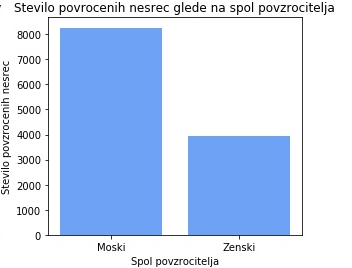 Stevilo povrocenih nesrec glede na spol povzrocitelja
Stevilo povzrocenih nesrec
8000
7000
6000
5000
4000
3000
2000
1000
0
Moski Zenski
Spol povzrocitelja